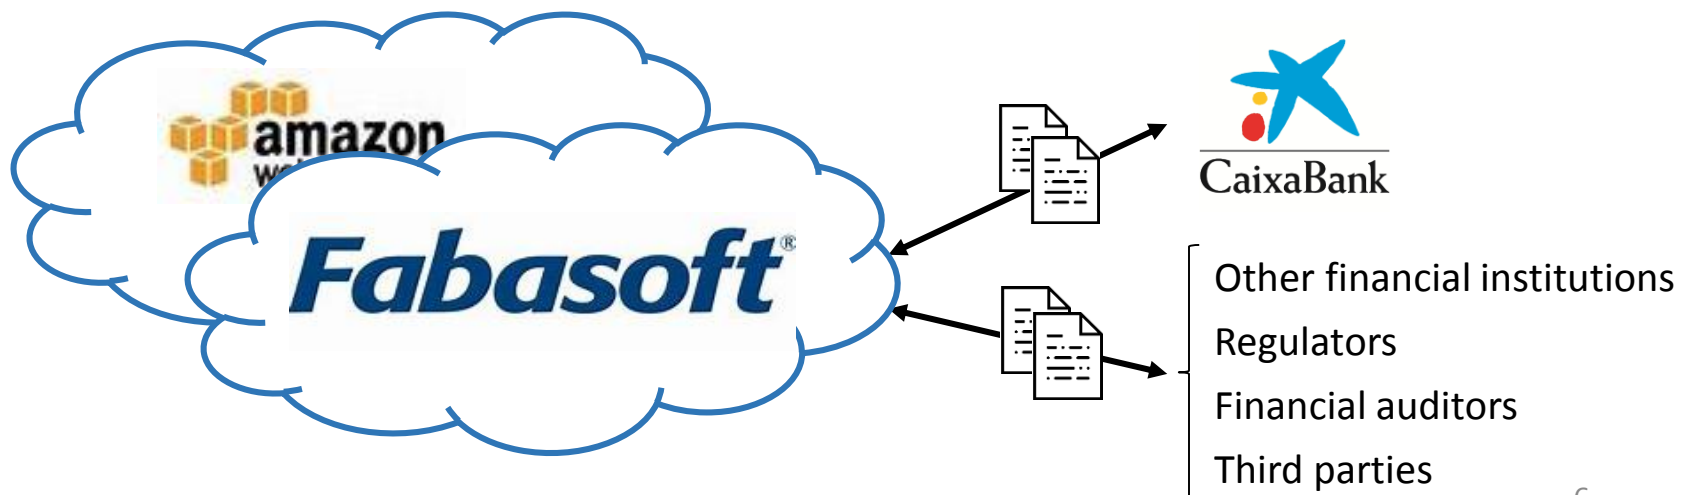 amazon
Fabasoft®
CaixaBank
Other financial institutions
Regulators
Financial auditors
Third parties